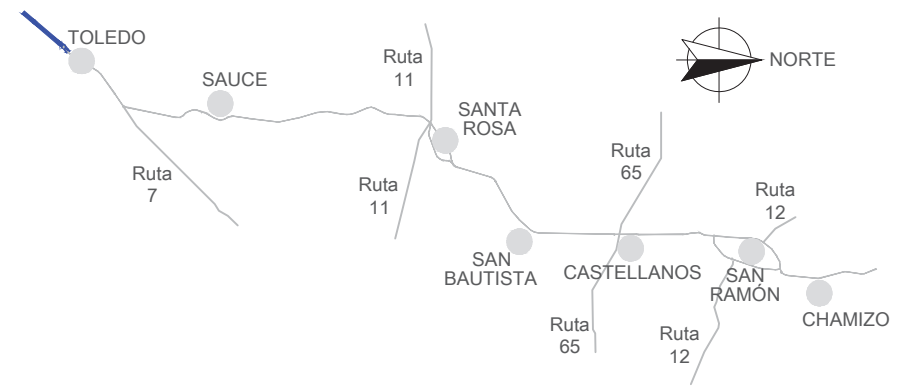 TOLEDO
SAUCE
Ruta
11
SANTA
ROSA
NORTE
Ruta
7
Ruta
11
Ruta
65
Ruta
12
SAN
BAUTISTA
CASTELLANOS
SAN
RAMÓN
CHAMIZO
Ruta
65
Ruta
12